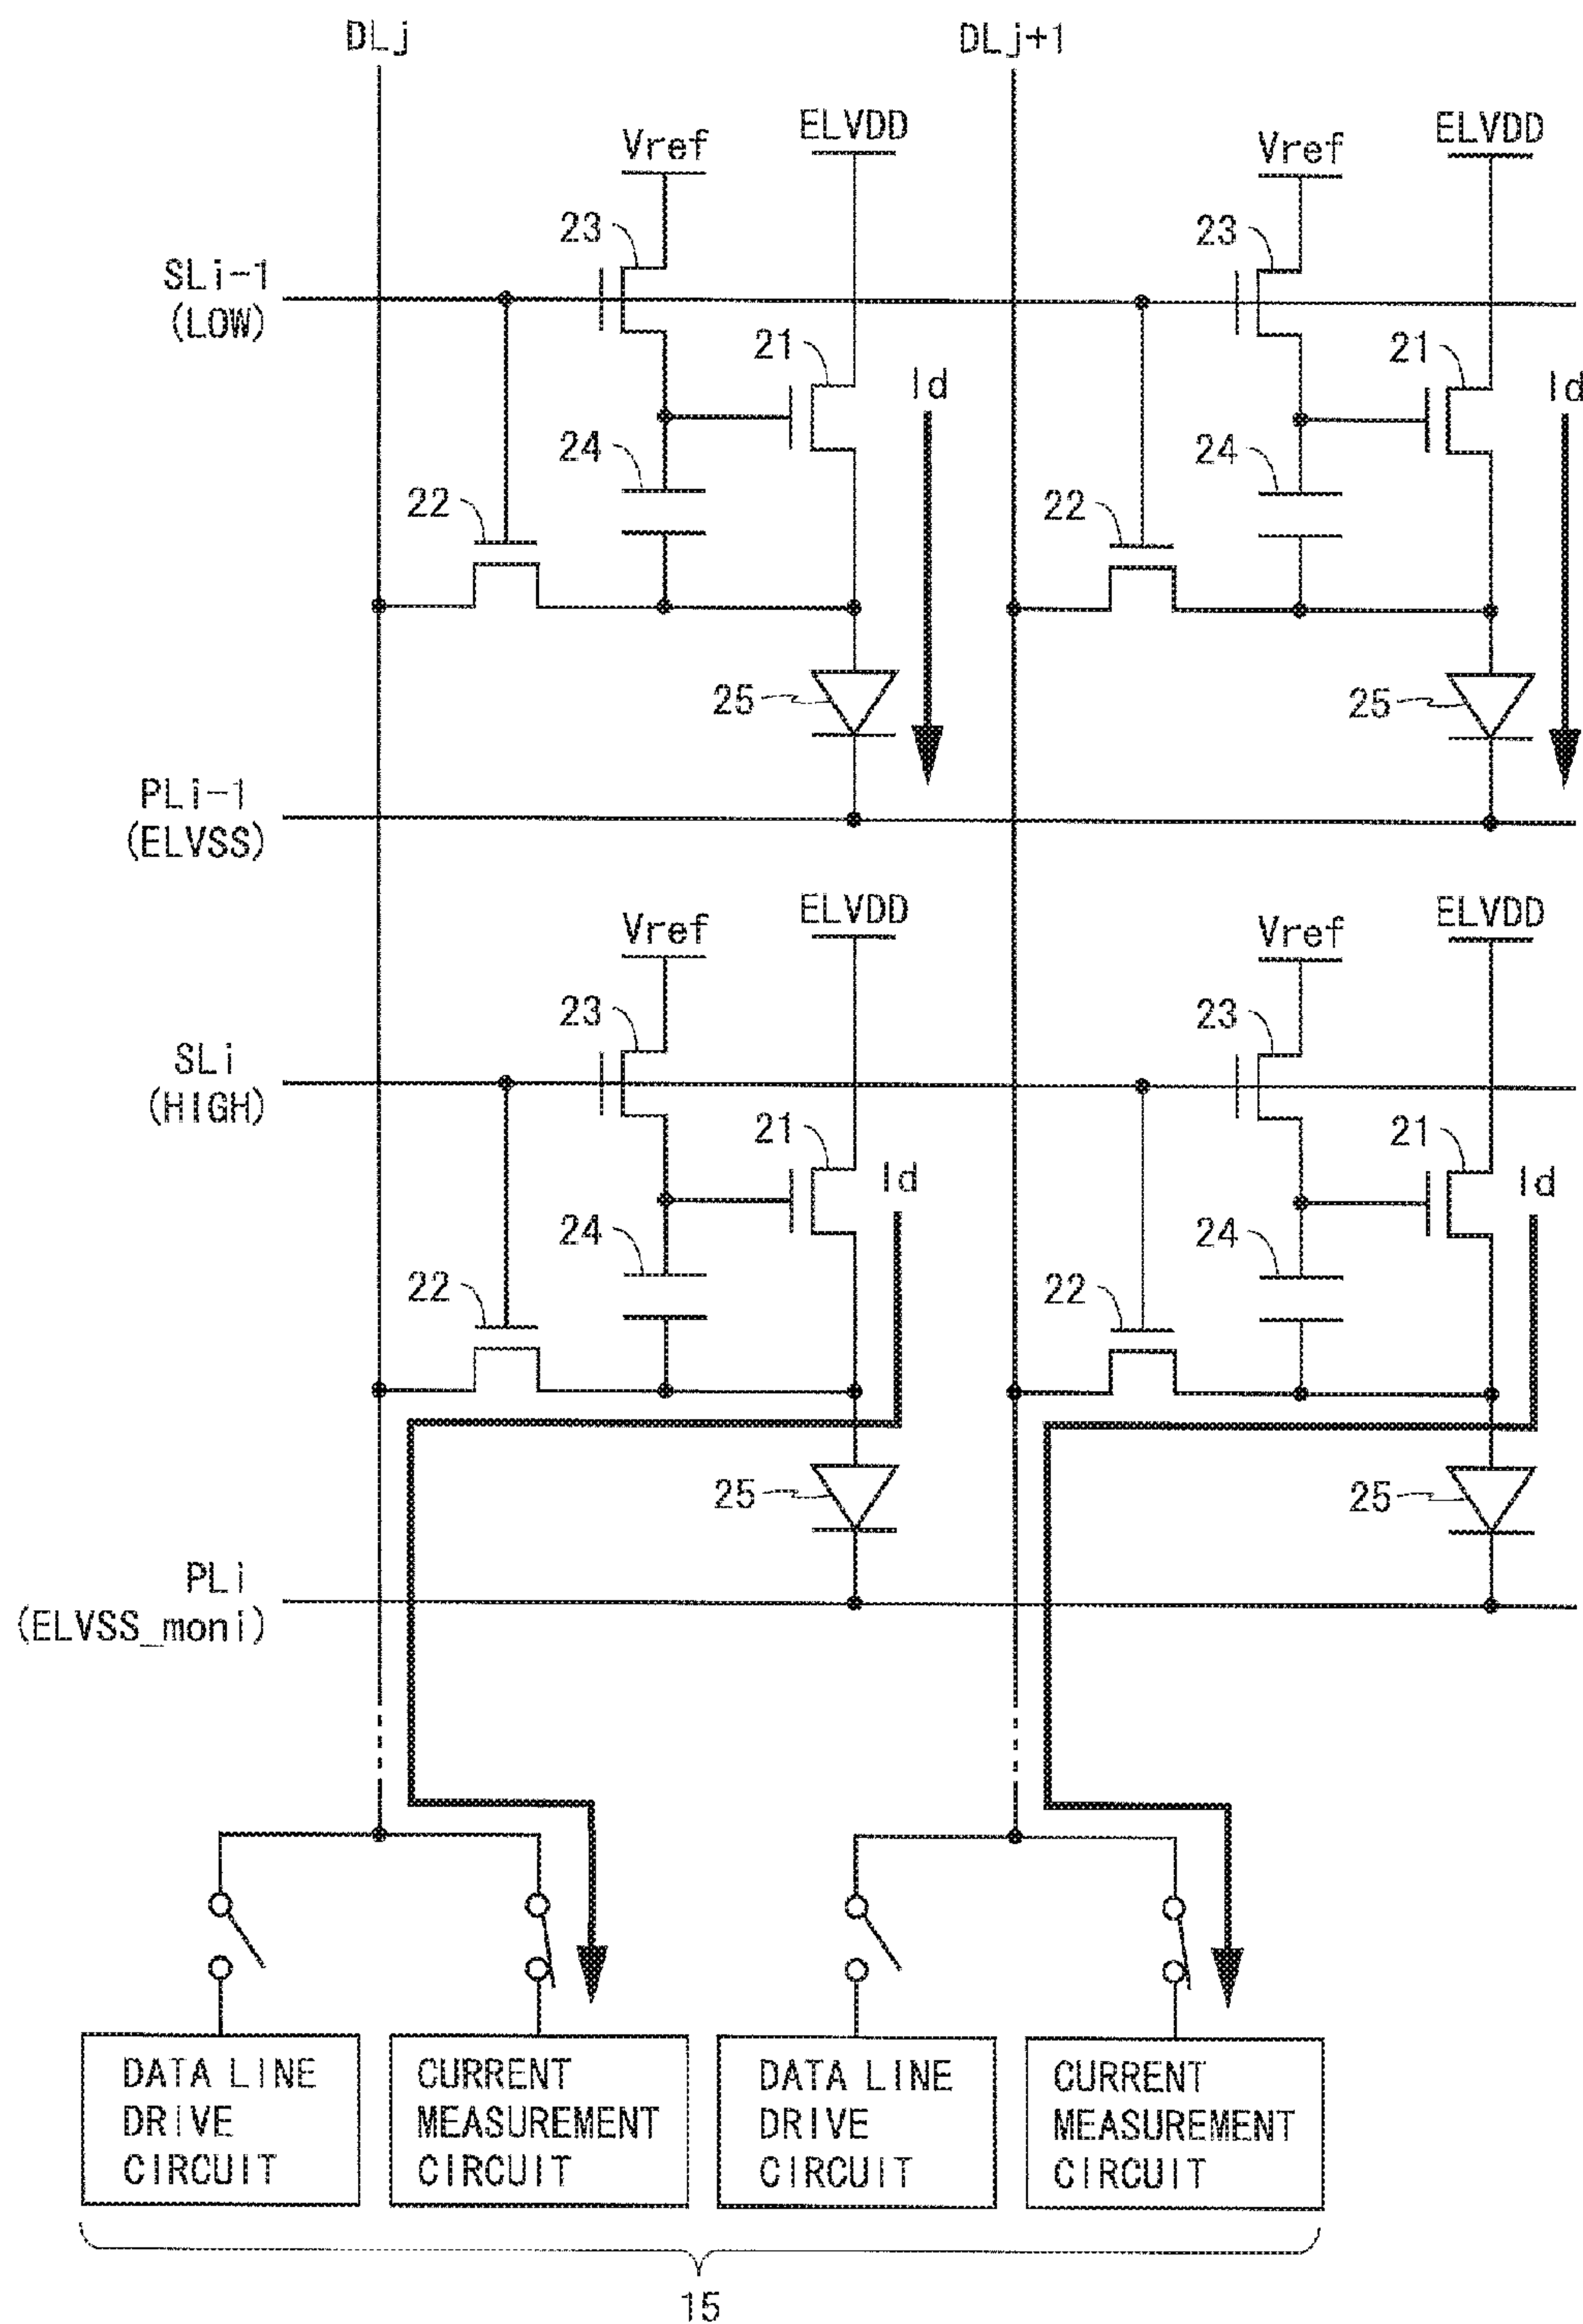 DLj
DLj+1
Vref
ELVDD
Vref
ELVDD
23
23
SLi-1
(LOW)
21
Id
21
Id
24
24
22
22
25
25
PLi-1
(ELVSS)
Vref
ELVDD
Vref
ELVDD
23
23
SLi
(HIGH)
21
Id
21
Id
24
24
22
22
25
25
PLi
(ELVSS_moni)
DATA LINE
DRIVE
CIRCUIT
CURRENT
MEASUREMENT
CIRCUIT
DATA LINE
DRIVE
CIRCUIT
CURRENT
MEASUREMENT
CIRCUIT
15